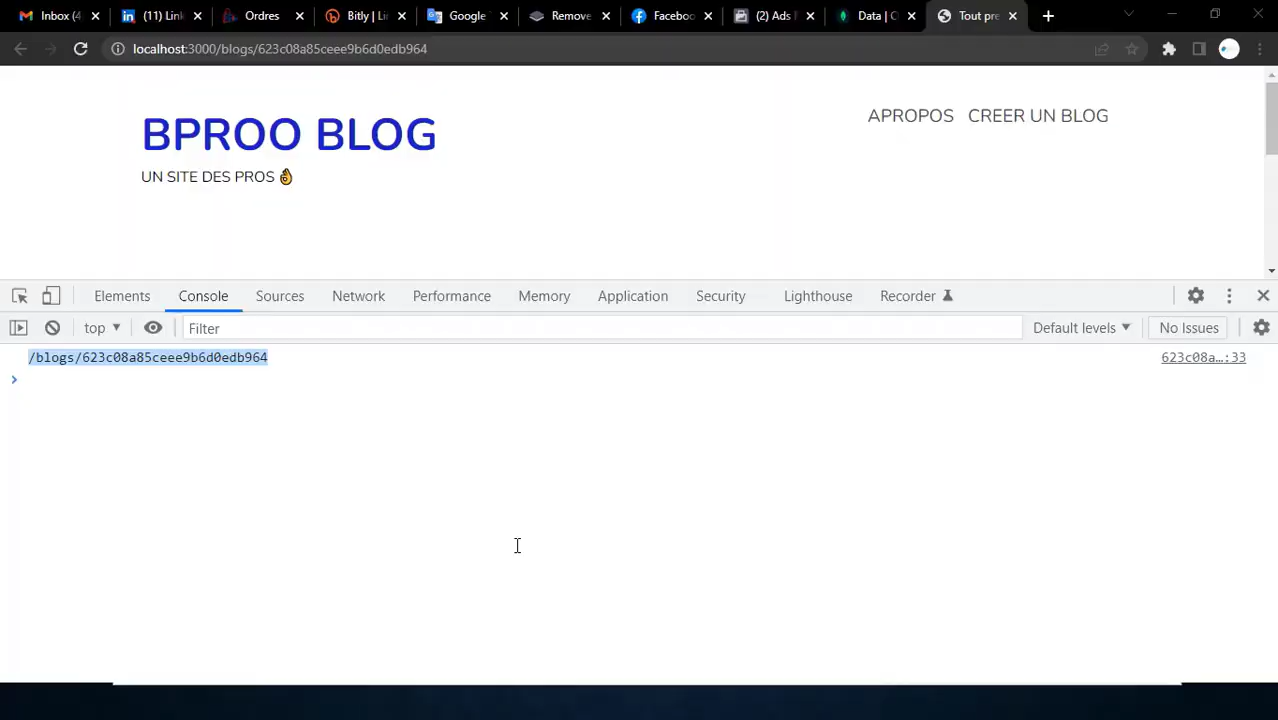 Inbox (4
(11) Lin
Ordres
Bitly | Li
Google
Remove
Faceboo
(2) Ads
Data | C
Tout pre
localhost:3000/blogs/623c08a85ceee9b6d0edb964
BPROO BLOG
APROPOS CREER UN BLOG
UN SITE DES PROS 👌
Elements Console Sources Network Performance Memory Application Security Lighthouse Recorder
top Filter Default levels No Issues
/blogs/623c08a85ceee9b6d0edb964 623c08a…:33